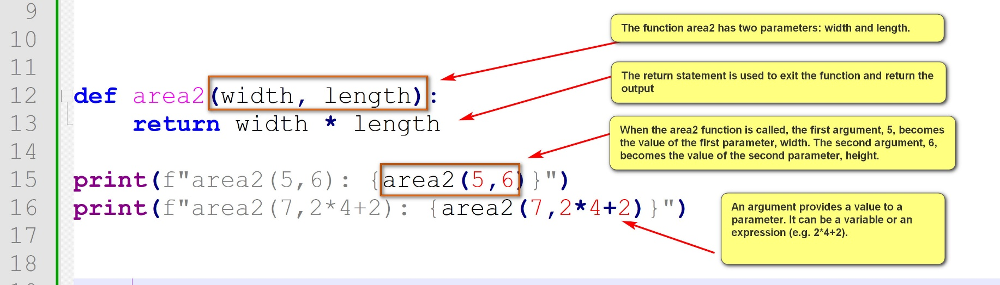 9
10
The function area2 has two parameters: width and length.
11
The return statement is used to exit the function and return the
output
12 def area2(width, length):
13     return width * length
When the area2 function is called, the first argument, 5, becomes
the value of the first parameter, width. The second argument, 6,
becomes the value of the second parameter, height.
14
15 print(f"area2(5,6): {area2(5,6)}")
16 print(f"area2(7,2*4+2): {area2(7,2*4+2)}")
An argument provides a value to a
parameter. It can be a variable or an
expression (e.g. 2*4+2).
17
18